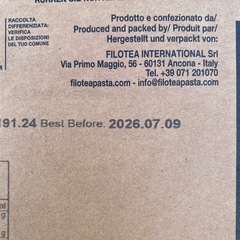 RACCOLTA
DIFFERENZIATA:
VERIFICA
LE DISPOSIZIONI
DEL TUO COMUNE
Prodotto e confezionato da/
Produced and packed by/ Produit par/
Hergestellt und verpackt von:
FILOTEA INTERNATIONAL Srl
Via Primo Maggio, 56 - 60131 Ancona - Italy
Tel. +39 071 201070
filoteapasta.com - info@filoteapasta.com
191.24 Best Before: 2026.07.09
g
g